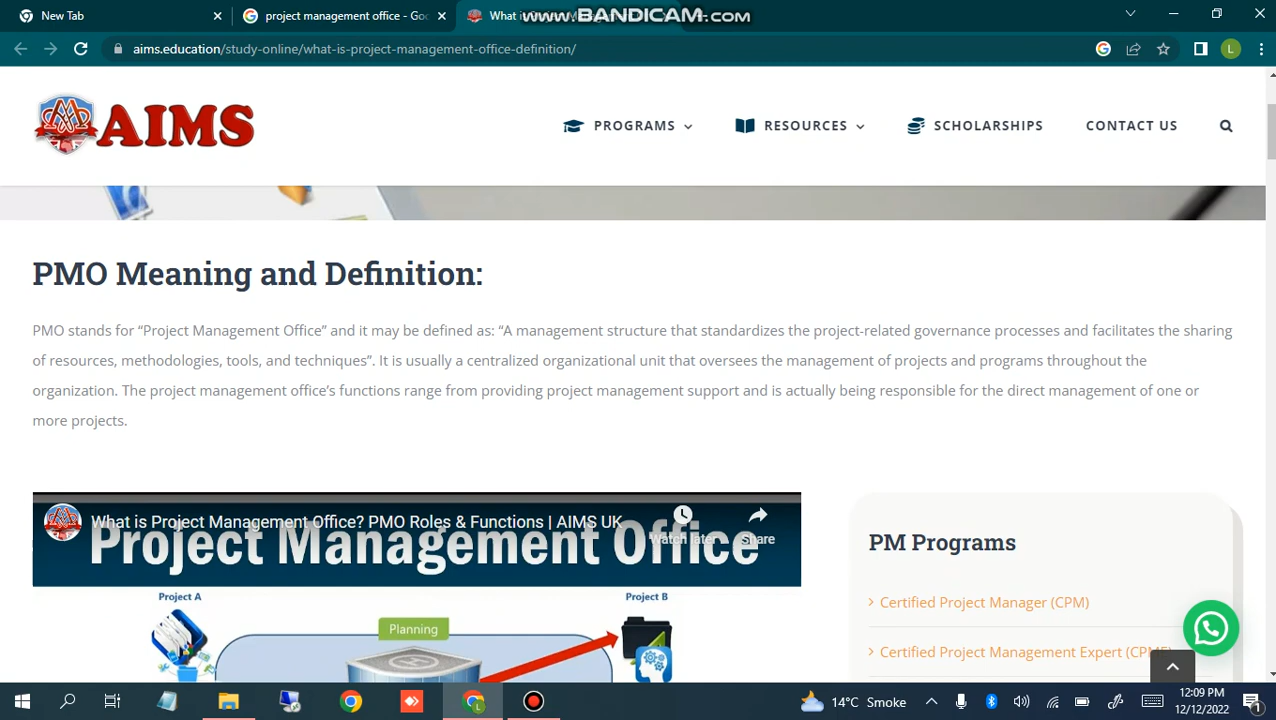 New Tab
project management office - Goo
What i
www.BANDICAM.com
aims.education/study-online/what-is-project-management-office-definition/
L
AIMS
PROGRAMS
RESOURCES
SCHOLARSHIPS
CONTACT US
PMO Meaning and Definition:
PMO stands for “Project Management Office” and it may be defined as: “A management structure that standardizes the project-related governance processes and facilitates the sharing
of resources, methodologies, tools, and techniques”. It is usually a centralized organizational unit that oversees the management of projects and programs throughout the
organization. The project management office’s functions range from providing project management support and is actually being responsible for the direct management of one or
more projects.
What is Project Management Office? PMO Roles & Functions | AIMS UK
Watch later
Share
Project Management Office
Project A
Project B
Planning
PM Programs
Certified Project Manager (CPM)
Certified Project Management Expert (CPME)
14°C Smoke
12:09 PM
12/12/2022
1